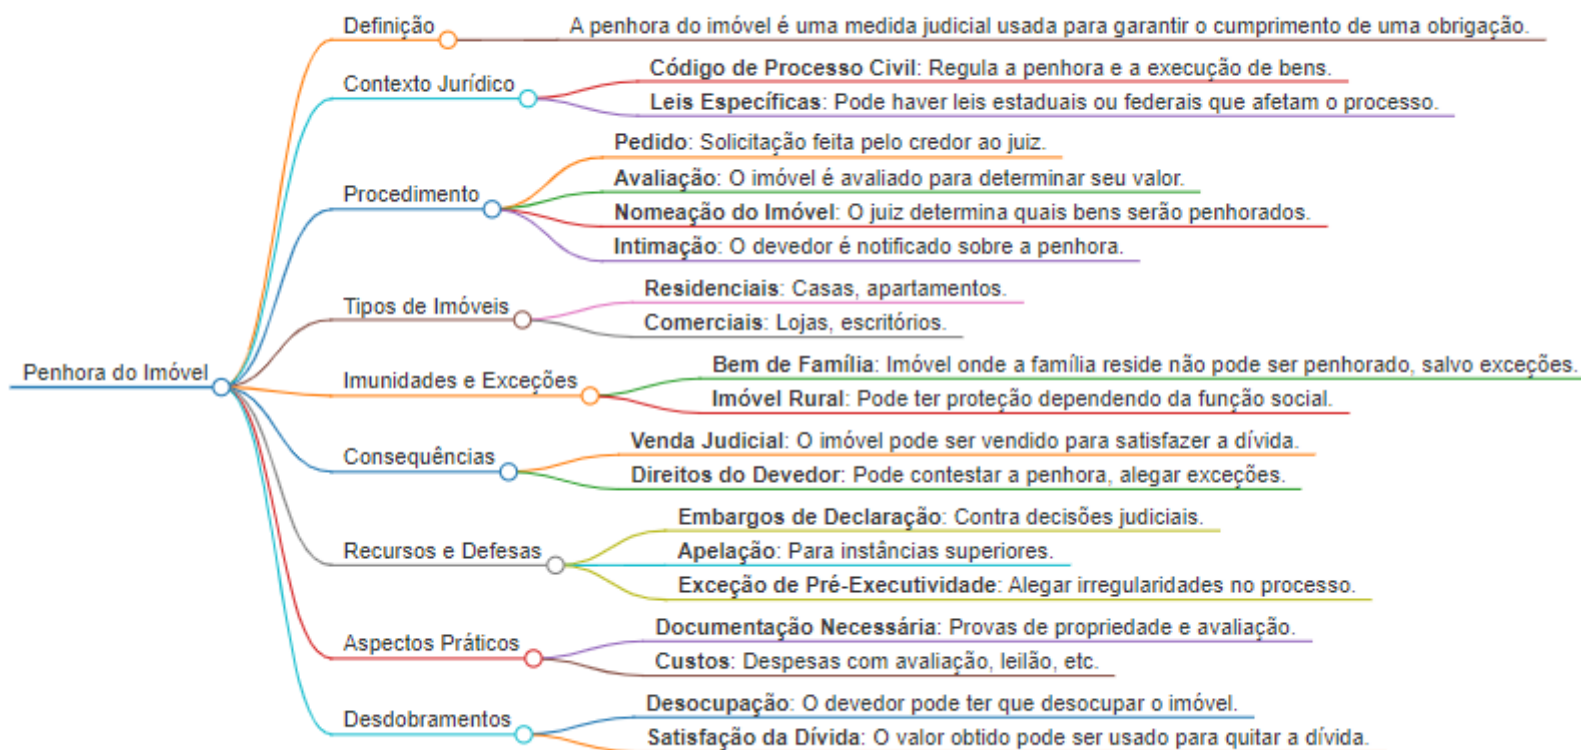 Penhora do Imóvel
Definição
A penhora do imóvel é uma medida judicial usada para garantir o cumprimento de uma obrigação.
Contexto Jurídico
Código de Processo Civil: Regula a penhora e a execução de bens.
Leis Específicas: Pode haver leis estaduais ou federais que afetam o processo.
Procedimento
Pedido: Solicitação feita pelo credor ao juiz.
Avaliação: O imóvel é avaliado para determinar seu valor.
Nomeação do Imóvel: O juiz determina quais bens serão penhorados.
Intimação: O devedor é notificado sobre a penhora.
Tipos de Imóveis
Residenciais: Casas, apartamentos.
Comerciais: Lojas, escritórios.
Imunidades e Exceções
Bem de Família: Imóvel onde a família reside não pode ser penhorado, salvo exceções.
Imóvel Rural: Pode ter proteção dependendo da função social.
Consequências
Venda Judicial: O imóvel pode ser vendido para satisfazer a dívida.
Direitos do Devedor: Pode contestar a penhora, alegar exceções.
Recursos e Defesas
Embargos de Declaração: Contra decisões judiciais.
Apelação: Para instâncias superiores.
Exceção de Pré-Executividade: Alegar irregularidades no processo.
Aspectos Práticos
Documentação Necessária: Provas de propriedade e avaliação.
Custos: Despesas com avaliação, leilão, etc.
Desdobramentos
Desocupação: O devedor pode ter que desocupar o imóvel.
Satisfação da Dívida: O valor obtido pode ser usado para quitar a dívida.